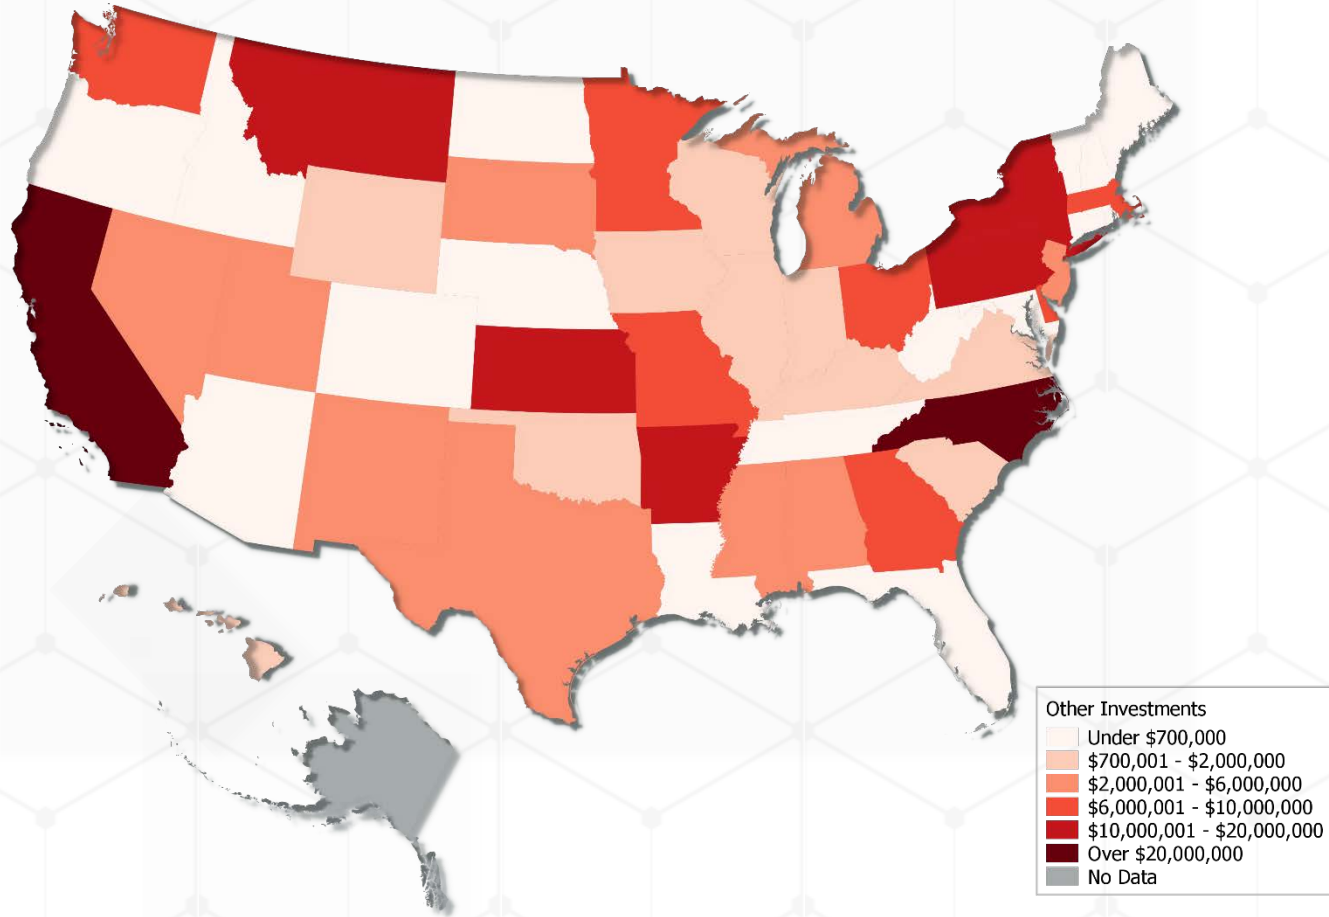 Other Investments
Under $700,000
$700,001 - $2,000,000
$2,000,001 - $6,000,000
$6,000,001 - $10,000,000
$10,000,001 - $20,000,000
Over $20,000,000
No Data